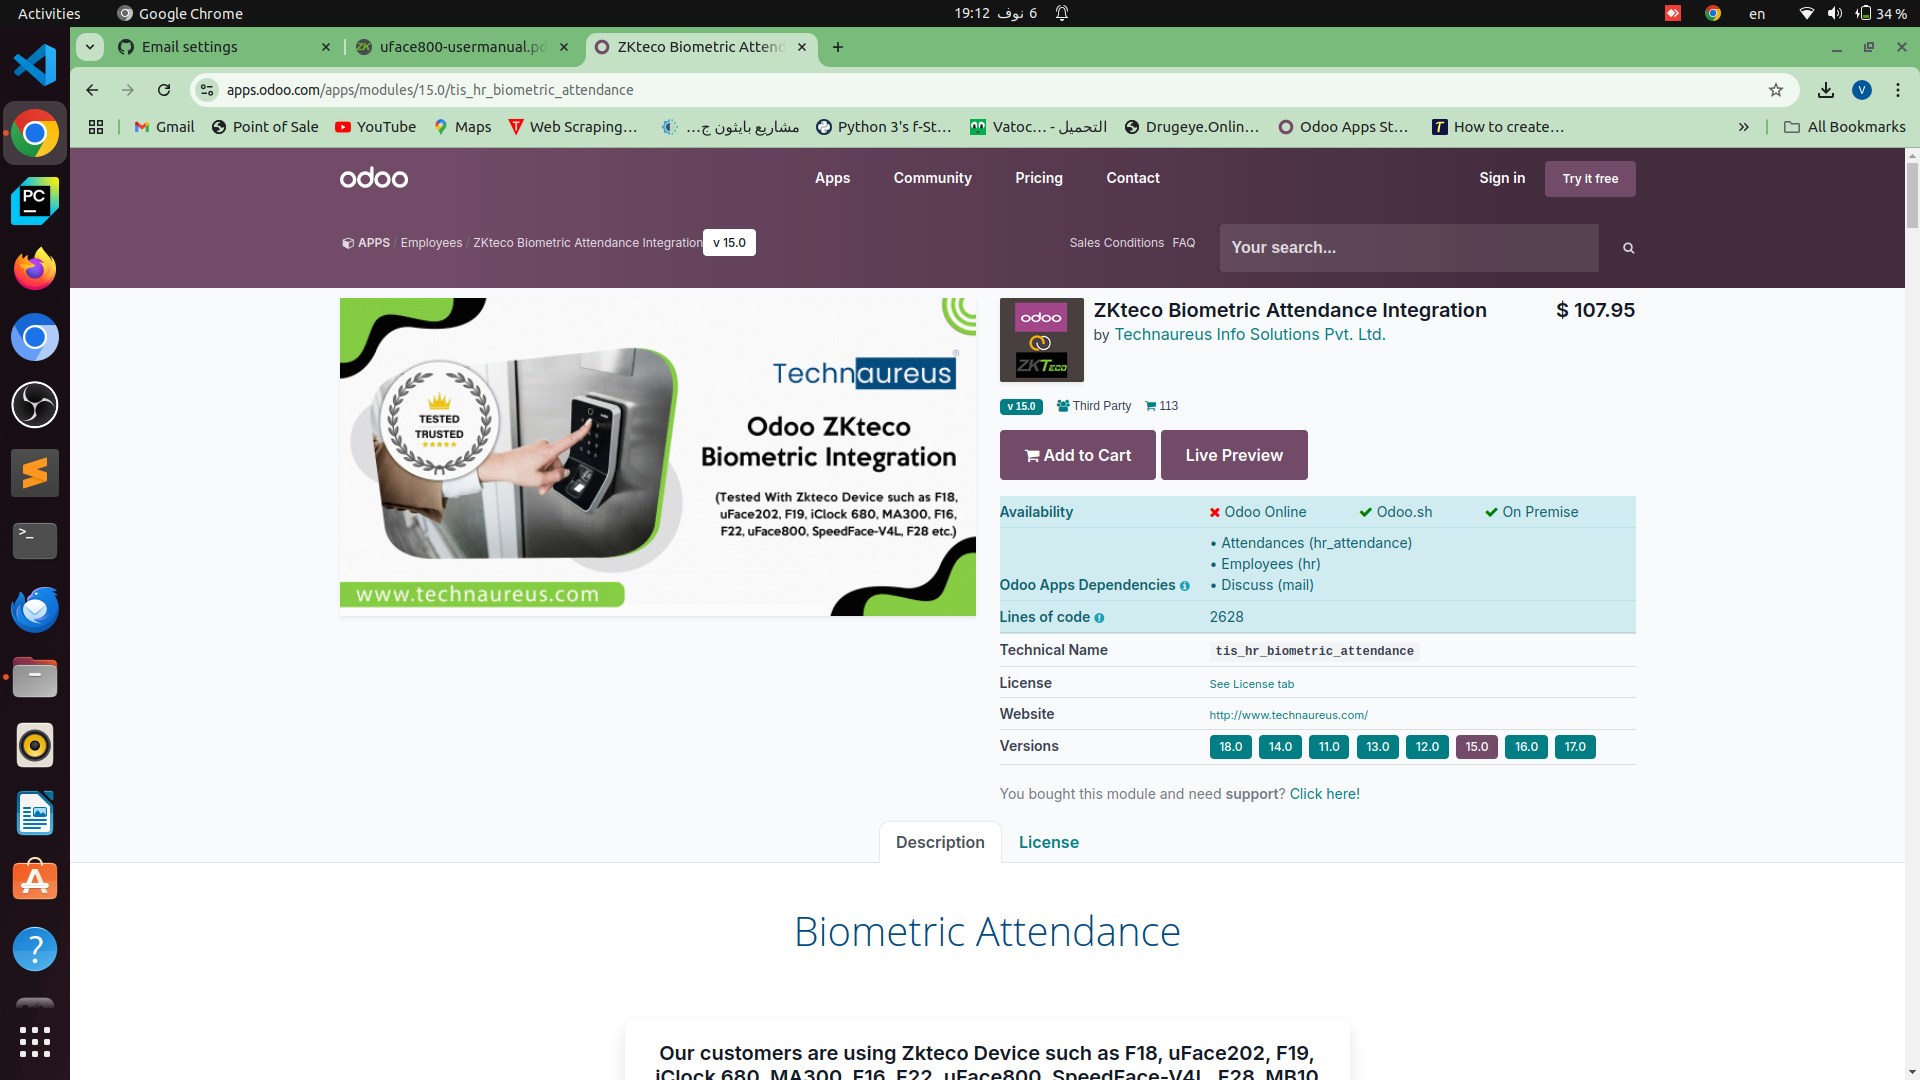 Activities
Google Chrome
6 نوف 19:12
en
34 %
Email settings
uface800-usermanual.pd
ZKteco Biometric Attend
apps.odoo.com/apps/modules/15.0/tis_hr_biometric_attendance
V
Gmail
Point of Sale
YouTube
Maps
Web Scraping…
مشاريع بايثون ج…
Python 3's f-St…
Vatoc… - التحميل
Drugeye.Onlin…
Odoo Apps St…
How to create…
»
All Bookmarks
odoo
Apps
Community
Pricing
Contact
Sign in
Try it free
APPS / Employees / ZKteco Biometric Attendance Integration v 15.0
Sales Conditions FAQ
Your search...
TESTED
TRUSTED
Technaureus
Odoo ZKteco
Biometric Integration
(Tested With Zkteco Device such as F18,
uFace202, F19, iClock 680, MA300, F16,
F22, uFace800, SpeedFace-V4L, F28 etc.)
www.technaureus.com
odoo
ZKTeco
ZKteco Biometric Attendance Integration
$ 107.95
by Technaureus Info Solutions Pvt. Ltd.
v 15.0 Third Party 113
Add to Cart
Live Preview
Availability Odoo Online Odoo.sh On Premise
• Attendances (hr_attendance)
• Employees (hr)
Odoo Apps Dependencies • Discuss (mail)
Lines of code 2628
Technical Name tis_hr_biometric_attendance
License See License tab
Website http://www.technaureus.com/
Versions 18.0 14.0 11.0 13.0 12.0 15.0 16.0 17.0
You bought this module and need support? Click here!
Description
License
Biometric Attendance
Our customers are using Zkteco Device such as F18, uFace202, F19,
iClock 680, MA300, F16, F22, uFace800, SpeedFace-V4L, F28, MB10
PC
>_
?